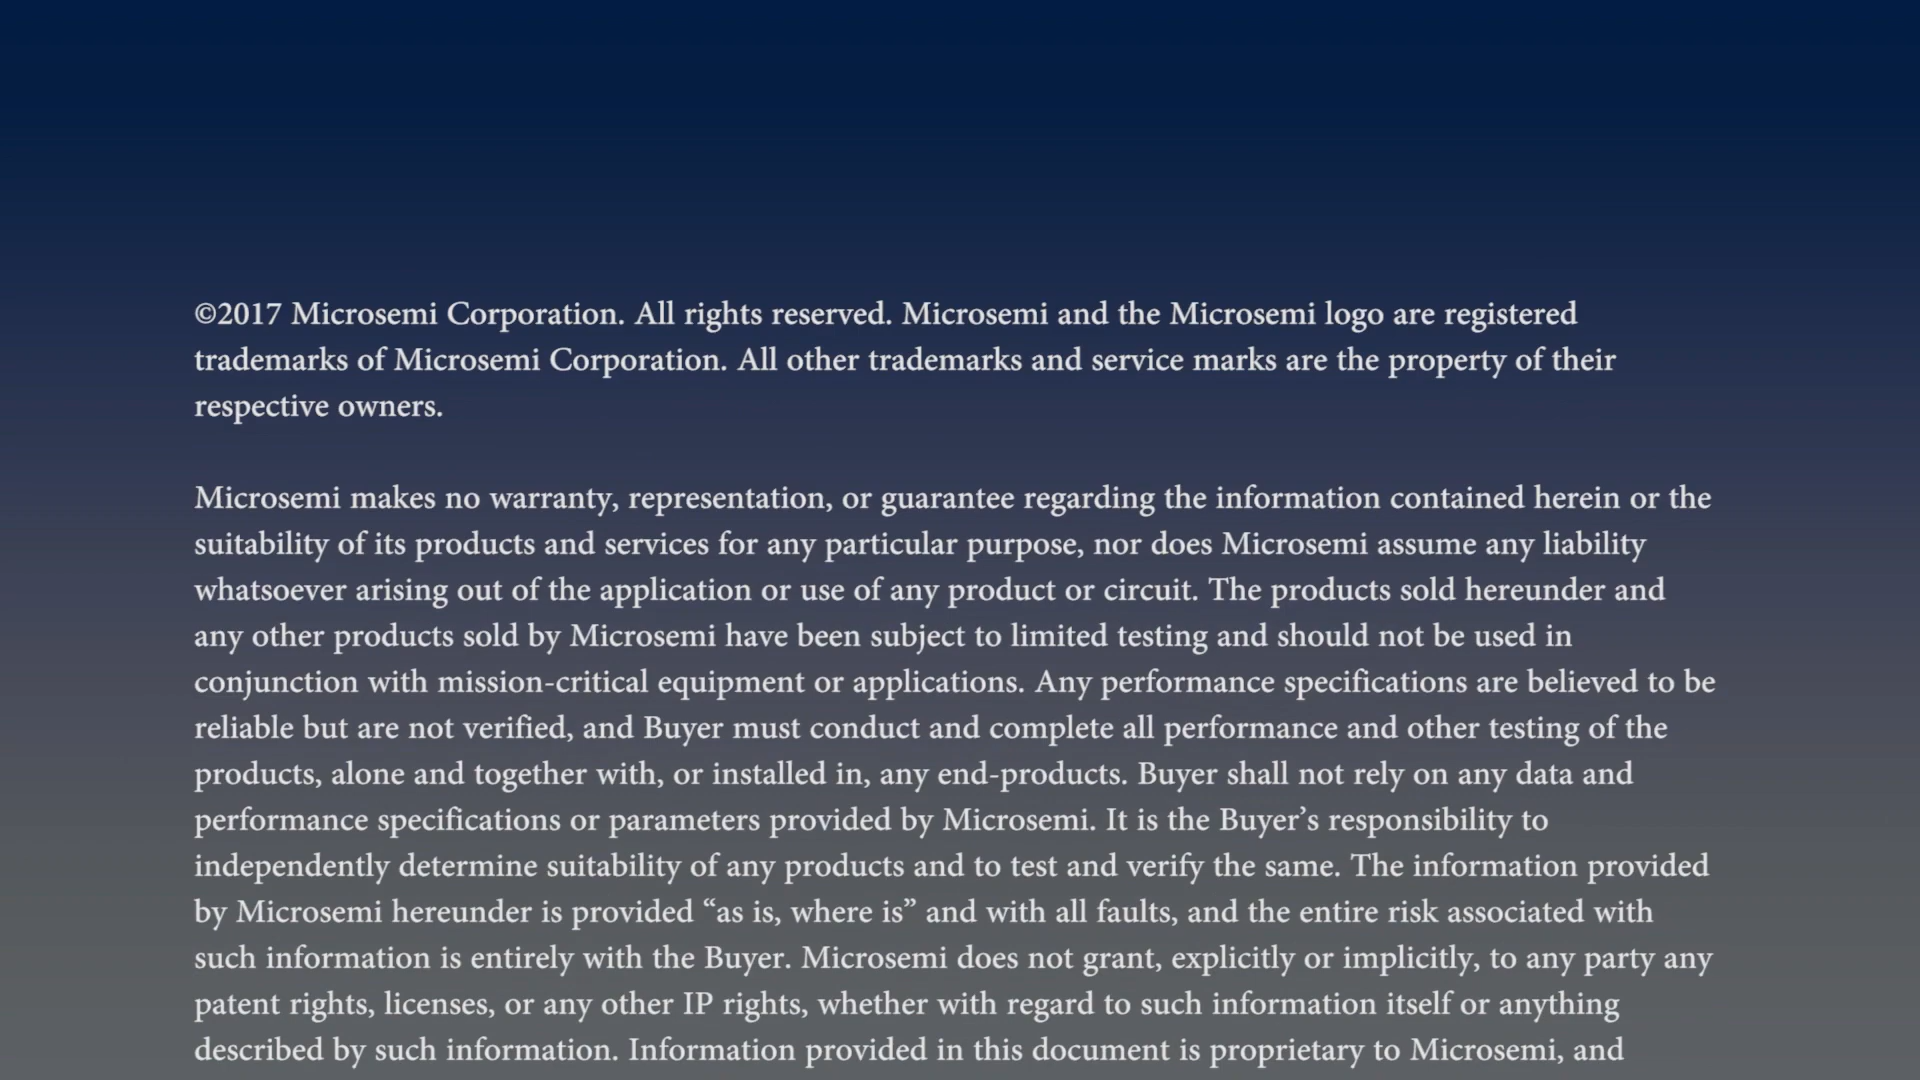 ©2017 Microsemi Corporation. All rights reserved. Microsemi and the Microsemi logo are registered
trademarks of Microsemi Corporation. All other trademarks and service marks are the property of their
respective owners.
Microsemi makes no warranty, representation, or guarantee regarding the information contained herein or the
suitability of its products and services for any particular purpose, nor does Microsemi assume any liability
whatsoever arising out of the application or use of any product or circuit. The products sold hereunder and
any other products sold by Microsemi have been subject to limited testing and should not be used in
conjunction with mission-critical equipment or applications. Any performance specifications are believed to be
reliable but are not verified, and Buyer must conduct and complete all performance and other testing of the
products, alone and together with, or installed in, any end-products. Buyer shall not rely on any data and
performance specifications or parameters provided by Microsemi. It is the Buyer’s responsibility to
independently determine suitability of any products and to test and verify the same. The information provided
by Microsemi hereunder is provided “as is, where is” and with all faults, and the entire risk associated with
such information is entirely with the Buyer. Microsemi does not grant, explicitly or implicitly, to any party any
patent rights, licenses, or any other IP rights, whether with regard to such information itself or anything
described by such information. Information provided in this document is proprietary to Microsemi, and